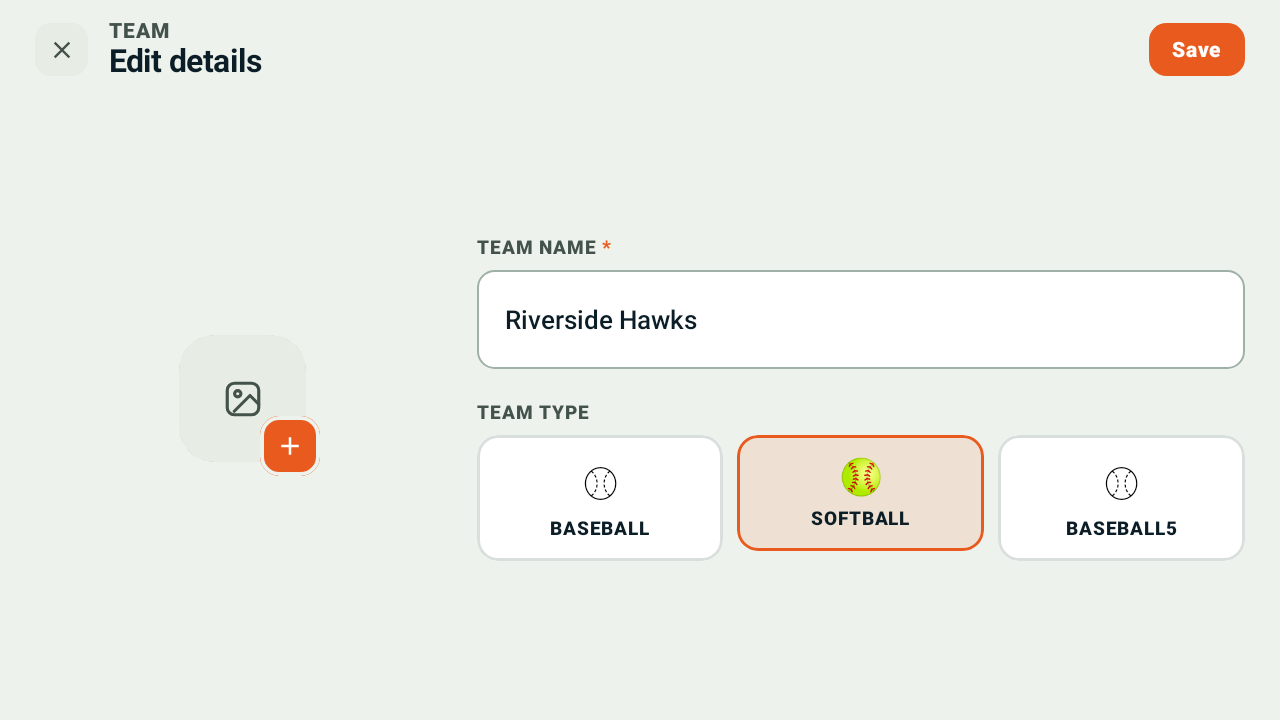 TEAM
Edit details
Save
TEAM NAME *
Riverside Hawks
TEAM TYPE
BASEBALL
SOFTBALL
BASEBALL5